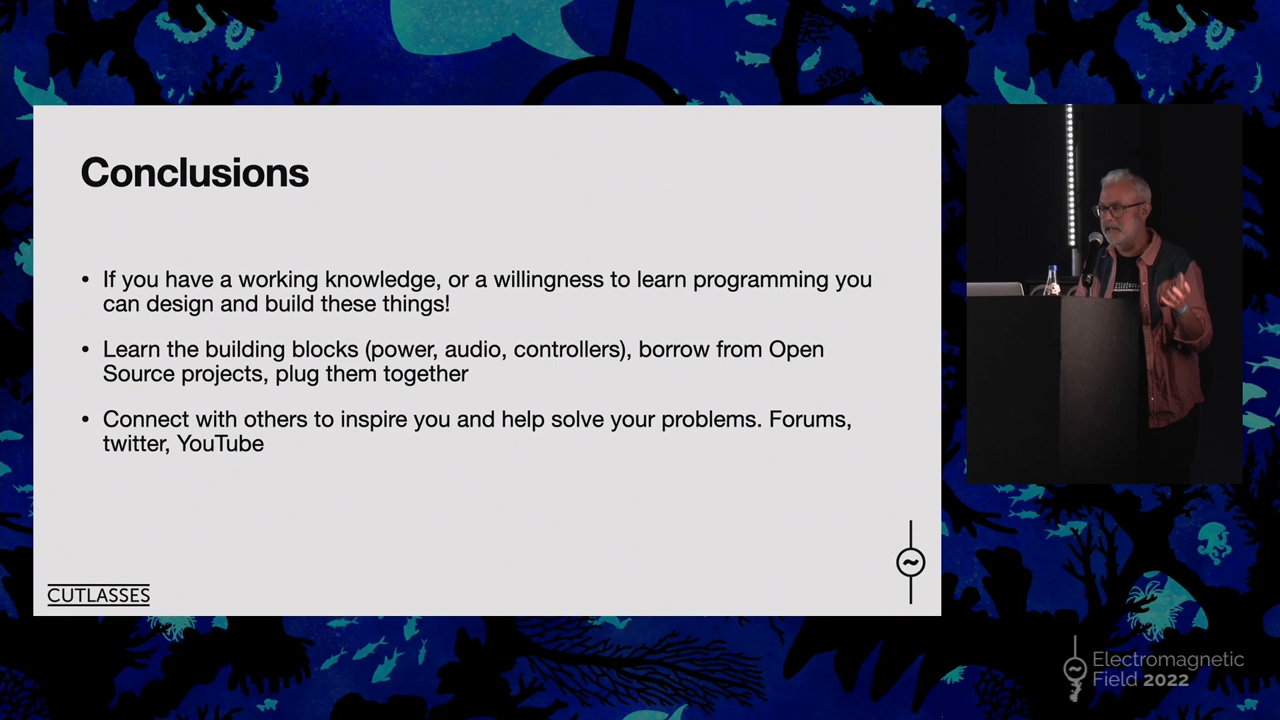 Conclusions
• If you have a working knowledge, or a willingness to learn programming you
can design and build these things!
• Learn the building blocks (power, audio, controllers), borrow from Open
Source projects, plug them together
• Connect with others to inspire you and help solve your problems. Forums,
twitter, YouTube
CUTLASSES
Electromagnetic
Field 2022